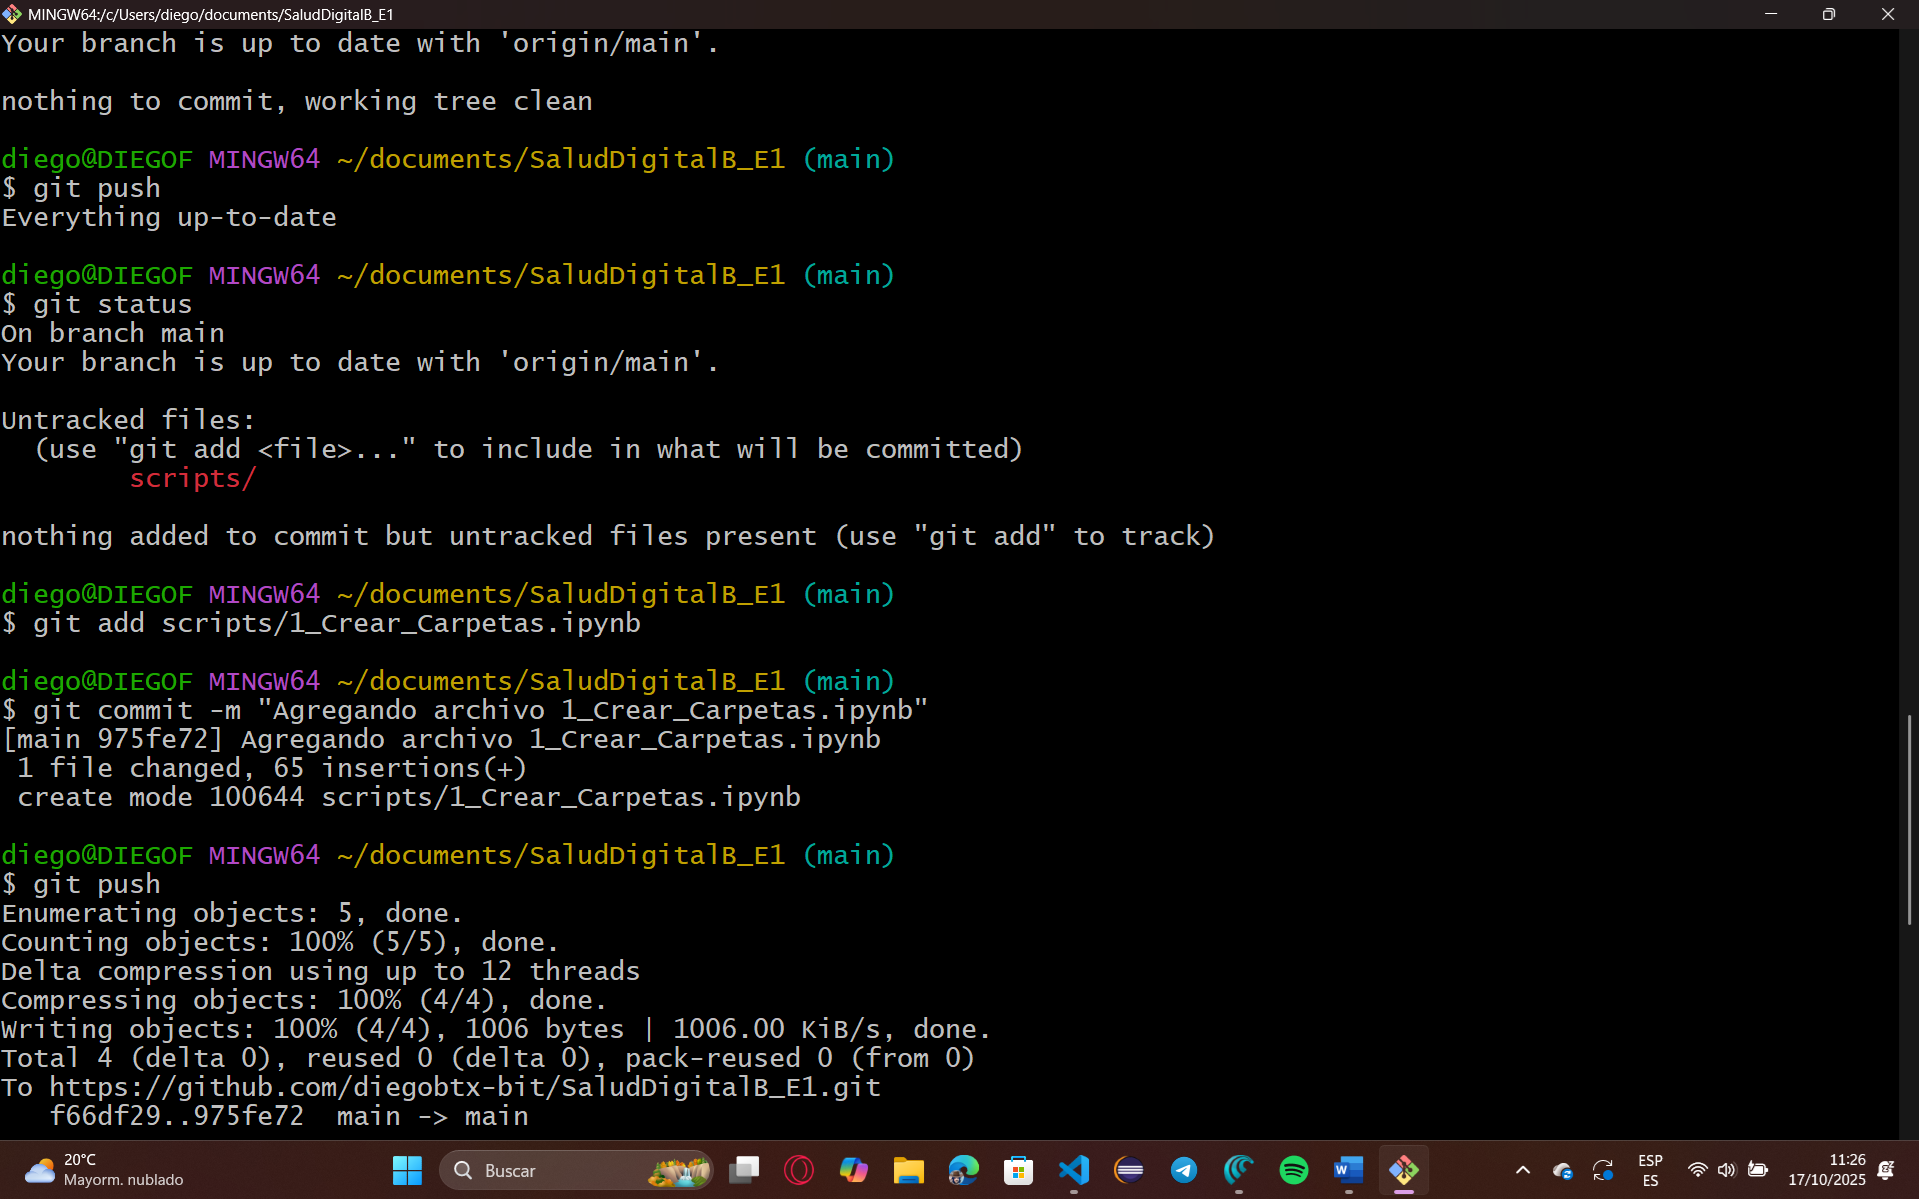 MINGW64:/c/Users/diego/documents/SaludDigitalB_E1
Your branch is up to date with 'origin/main'.
nothing to commit, working tree clean
diego@DIEGOF MINGW64 ~/documents/SaludDigitalB_E1 (main)
$ git push
Everything up-to-date
diego@DIEGOF MINGW64 ~/documents/SaludDigitalB_E1 (main)
$ git status
On branch main
Your branch is up to date with 'origin/main'.
Untracked files:
  (use "git add <file>..." to include in what will be committed)
        scripts/
nothing added to commit but untracked files present (use "git add" to track)
diego@DIEGOF MINGW64 ~/documents/SaludDigitalB_E1 (main)
$ git add scripts/1_Crear_Carpetas.ipynb
diego@DIEGOF MINGW64 ~/documents/SaludDigitalB_E1 (main)
$ git commit -m "Agregando archivo 1_Crear_Carpetas.ipynb"
[main 975fe72] Agregando archivo 1_Crear_Carpetas.ipynb
 1 file changed, 65 insertions(+)
 create mode 100644 scripts/1_Crear_Carpetas.ipynb
diego@DIEGOF MINGW64 ~/documents/SaludDigitalB_E1 (main)
$ git push
Enumerating objects: 5, done.
Counting objects: 100% (5/5), done.
Delta compression using up to 12 threads
Compressing objects: 100% (4/4), done.
Writing objects: 100% (4/4), 1006 bytes | 1006.00 KiB/s, done.
Total 4 (delta 0), reused 0 (delta 0), pack-reused 0 (from 0)
To https://github.com/diegobtx-bit/SaludDigitalB_E1.git
   f66df29..975fe72  main -> main
20°C
Mayorm. nublado
Buscar
ESP
ES
11:26
17/10/2025